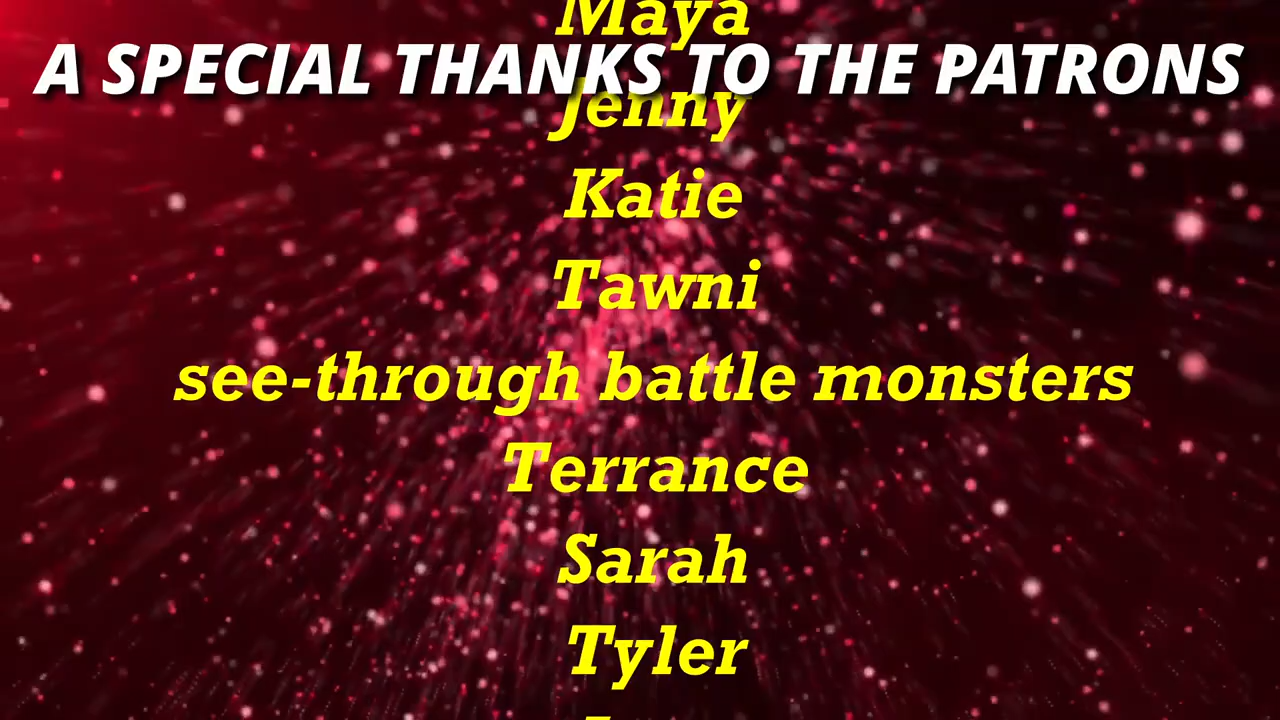 Maya
A SPECIAL THANKS TO THE PATRONS
Jenny
Katie
Tawni
see-through battle monsters
Terrance
Sarah
Tyler